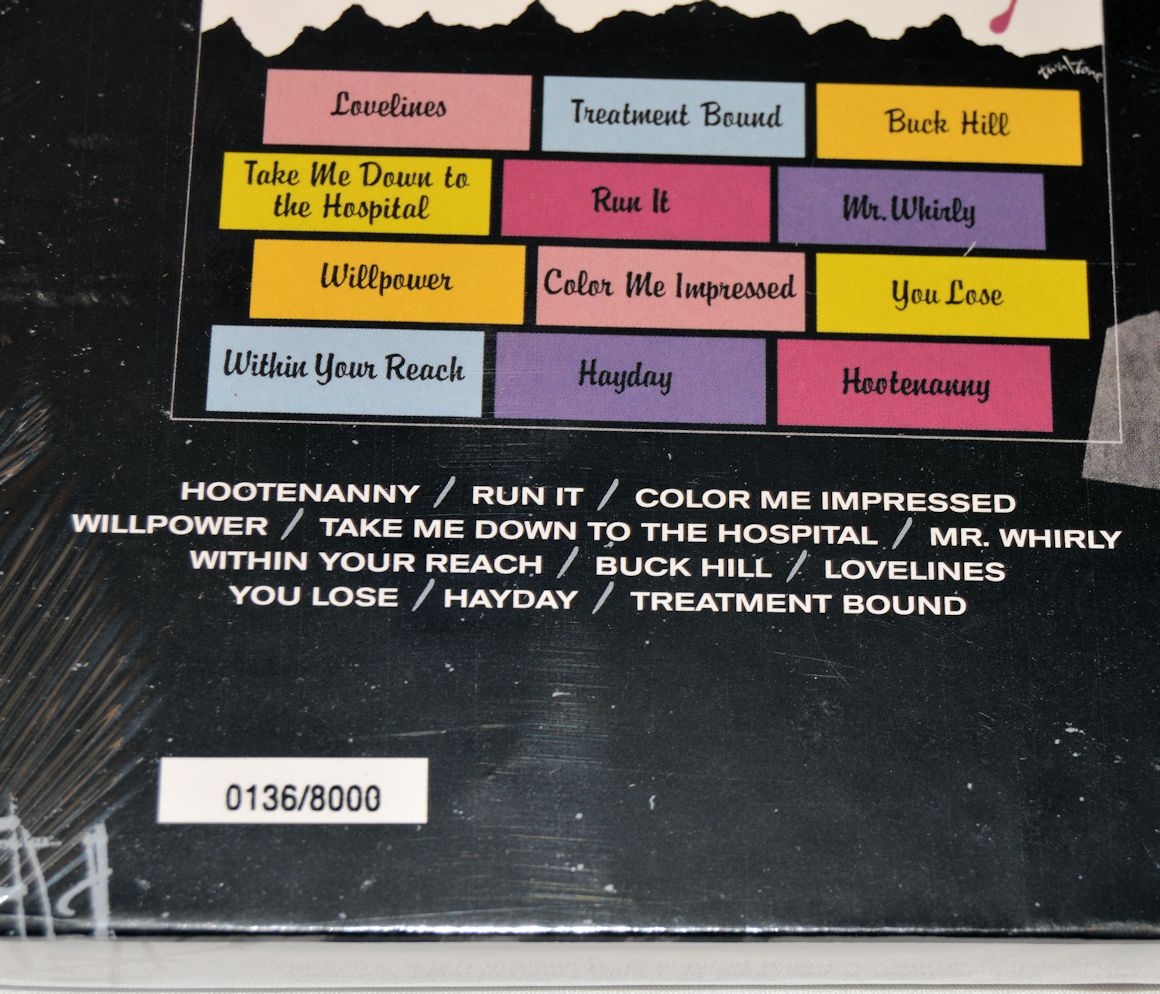 twin/tone
Lovelines
Treatment Bound
Buck Hill
Take Me Down to
the Hospital
Run It
Mr. Whirly
Willpower
Color Me Impressed
You Lose
Within Your Reach
Hayday
Hootenanny
HOOTENANNY / RUN IT / COLOR ME IMPRESSED
WILLPOWER / TAKE ME DOWN TO THE HOSPITAL / MR. WHIRLY
WITHIN YOUR REACH / BUCK HILL / LOVELINES
YOU LOSE / HAYDAY / TREATMENT BOUND
0136/8000